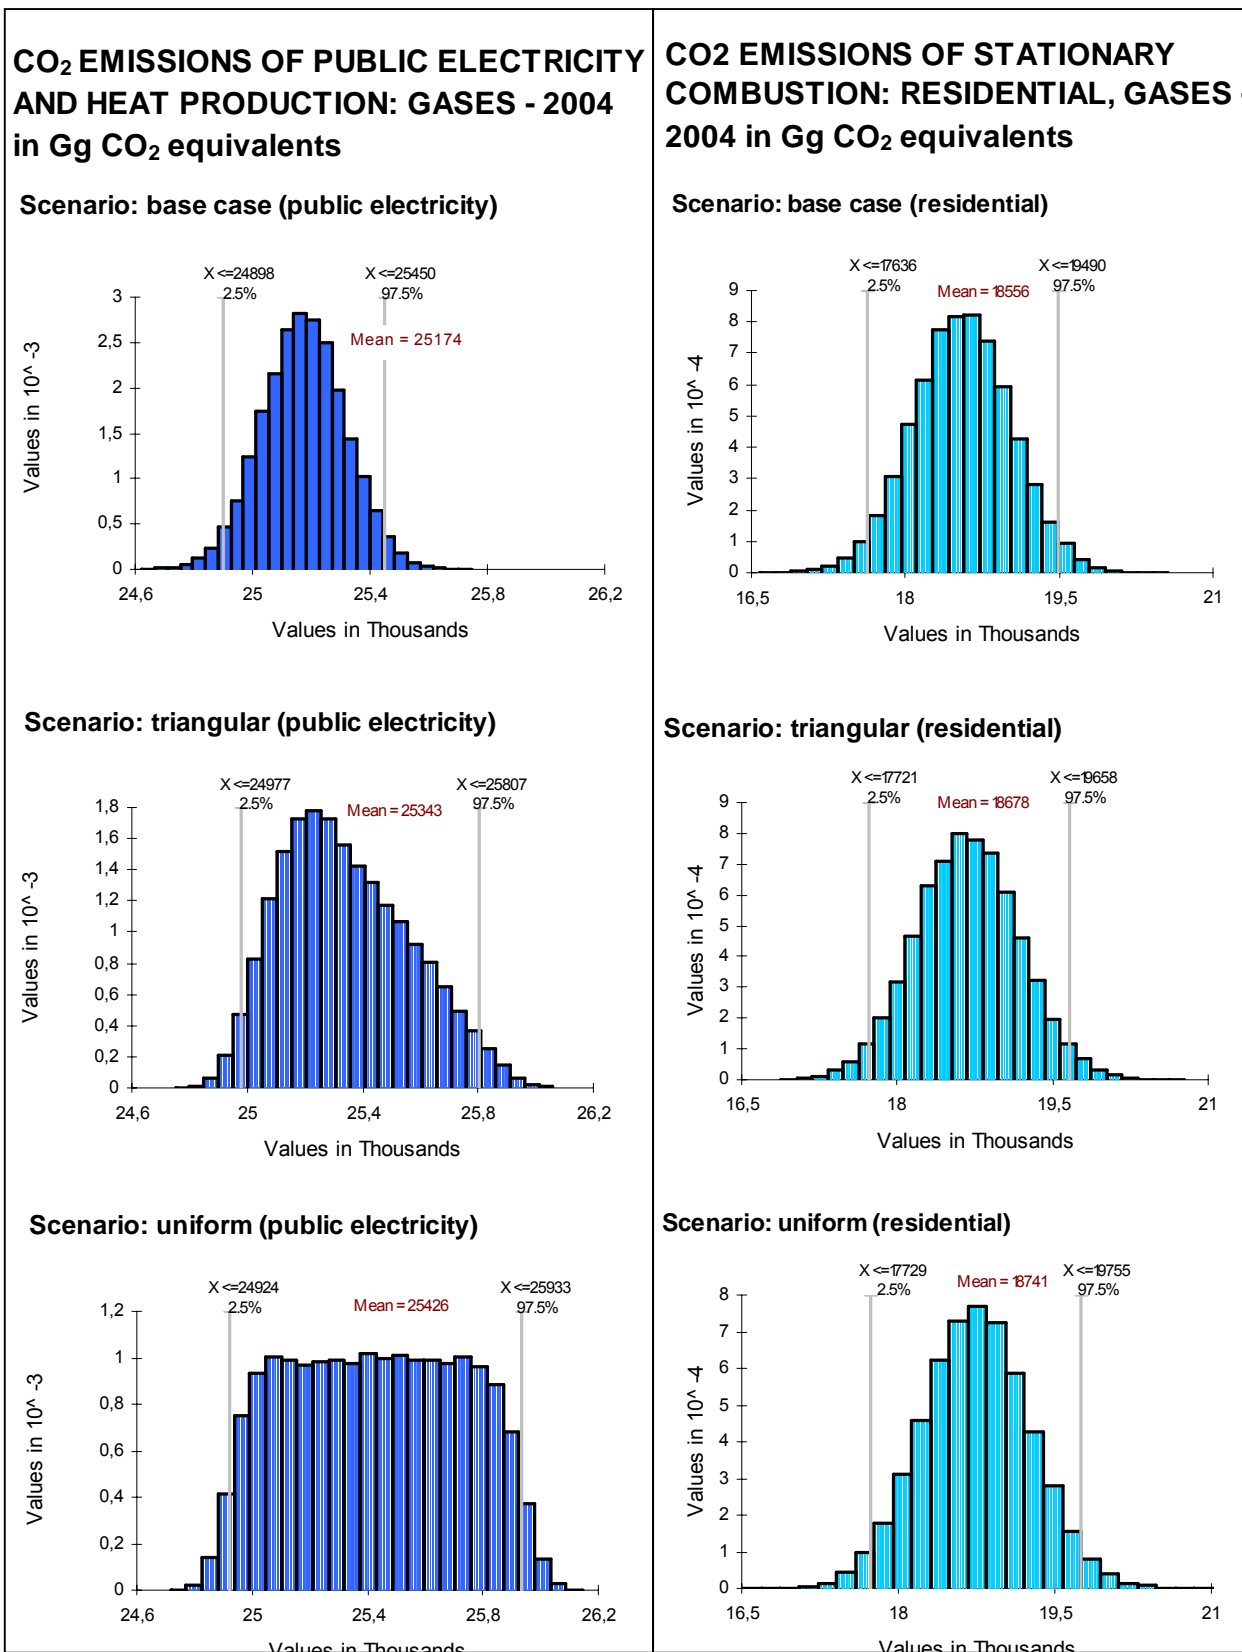 CO2 EMISSIONS OF PUBLIC ELECTRICITY
AND HEAT PRODUCTION: GASES - 2004
in Gg CO2 equivalents
Scenario: base case (public electricity)
X <=24898
2.5%
X <=25450
97.5%
Mean = 25174
3
2,5
2
1,5
1
0,5
0
Values in 10^ -3
24,6
25
25,4
25,8
26,2
Values in Thousands
Scenario: triangular (public electricity)
X <=24977
2.5%
X <=25807
97.5%
Mean = 25343
1,8
1,6
1,4
1,2
1
0,8
0,6
0,4
0,2
0
Values in 10^ -3
24,6
25
25,4
25,8
26,2
Values in Thousands
Scenario: uniform (public electricity)
X <=24924
2.5%
X <=25933
97.5%
Mean = 25426
1,2
1
0,8
0,6
0,4
0,2
0
Values in 10^ -3
24,6
25
25,4
25,8
26,2
Values in Thousands
CO2 EMISSIONS OF STATIONARY
COMBUSTION: RESIDENTIAL, GASES -
2004 in Gg CO2 equivalents
Scenario: base case (residential)
X <=17636
2.5%
X <=19490
97.5%
Mean = 18556
9
8
7
6
5
4
3
2
1
0
Values in 10^ -4
16,5
18
19,5
21
Values in Thousands
Scenario: triangular (residential)
X <=17721
2.5%
X <=19658
97.5%
Mean = 18678
9
8
7
6
5
4
3
2
1
0
Values in 10^ -4
16,5
18
19,5
21
Values in Thousands
Scenario: uniform (residential)
X <=17729
2.5%
X <=19755
97.5%
Mean = 18741
8
7
6
5
4
3
2
1
0
Values in 10^ -4
16,5
18
19,5
21
Values in Thousands